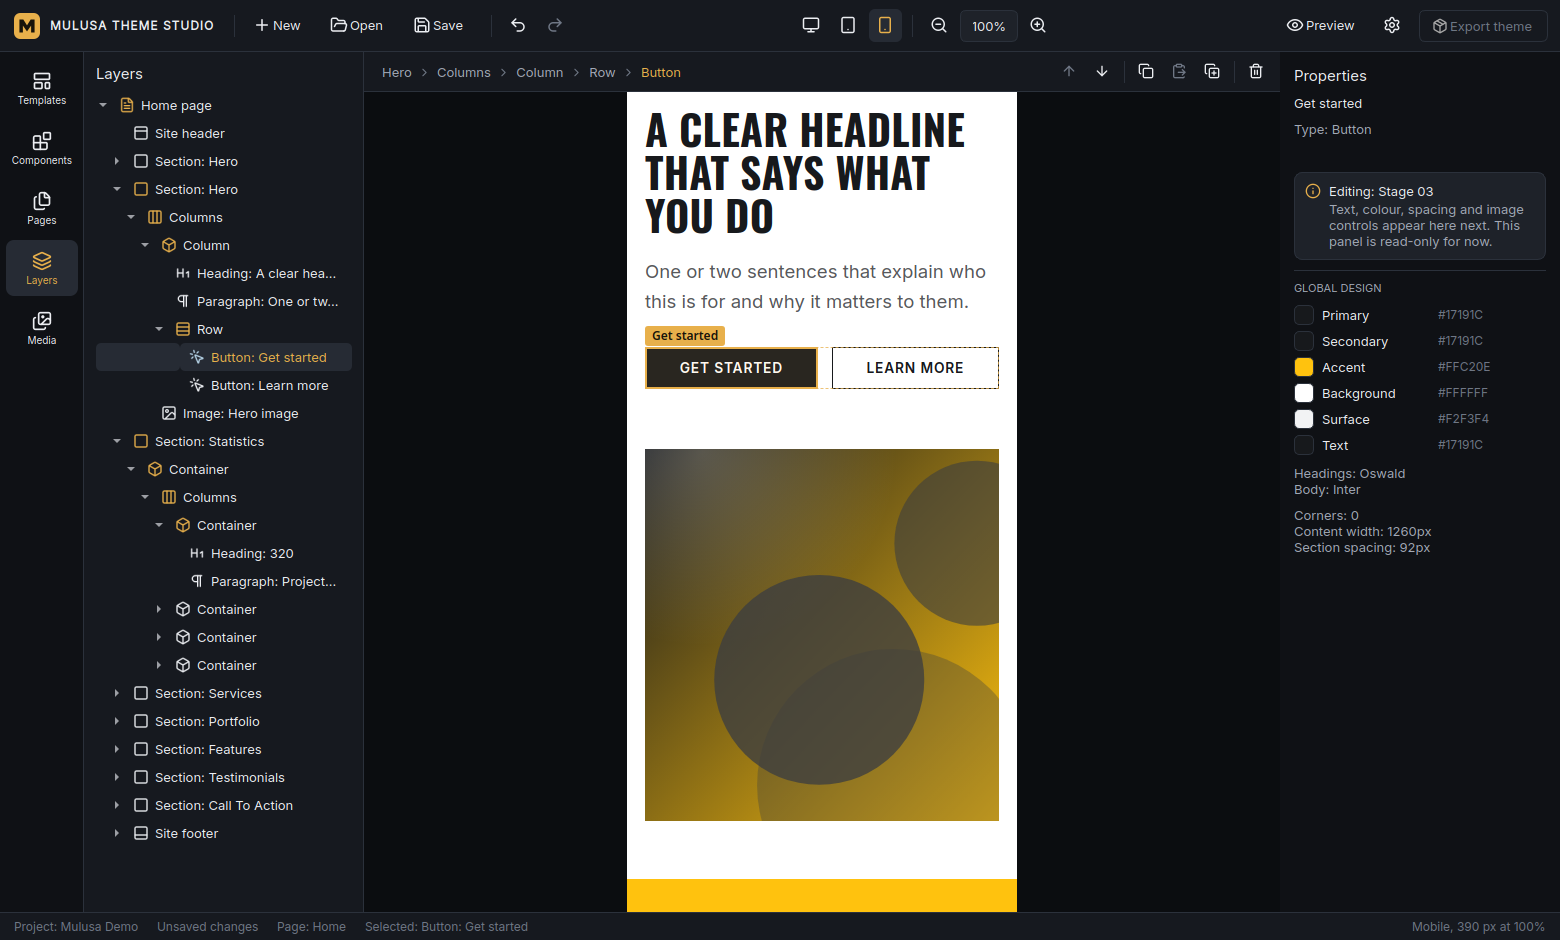 MULUSA THEME STUDIO
New
Open
Save
100%
Preview
Export theme
Templates
Components
Pages
Layers
Media
Layers
Home page
Site header
Section: Hero
Section: Hero
Columns
Column
H1 Heading: A clear hea...
Paragraph: One or tw...
Row
Button: Get started
Button: Learn more
Image: Hero image
Section: Statistics
Container
Columns
Container
H1 Heading: 320
Paragraph: Project...
Container
Container
Container
Section: Services
Section: Portfolio
Section: Features
Section: Testimonials
Section: Call To Action
Site footer
Hero > Columns > Column > Row > Button
A CLEAR HEADLINE
THAT SAYS WHAT
YOU DO
One or two sentences that explain who
this is for and why it matters to them.
Get started
GET STARTED
LEARN MORE
Properties
Get started
Type: Button
Editing: Stage 03
Text, colour, spacing and image
controls appear here next. This
panel is read-only for now.
GLOBAL DESIGN
Primary #17191C
Secondary #17191C
Accent #FFC20E
Background #FFFFFF
Surface #F2F3F4
Text #17191C
Headings: Oswald
Body: Inter
Corners: 0
Content width: 1260px
Section spacing: 92px
Project: Mulusa Demo
Unsaved changes
Page: Home
Selected: Button: Get started
Mobile, 390 px at 100%